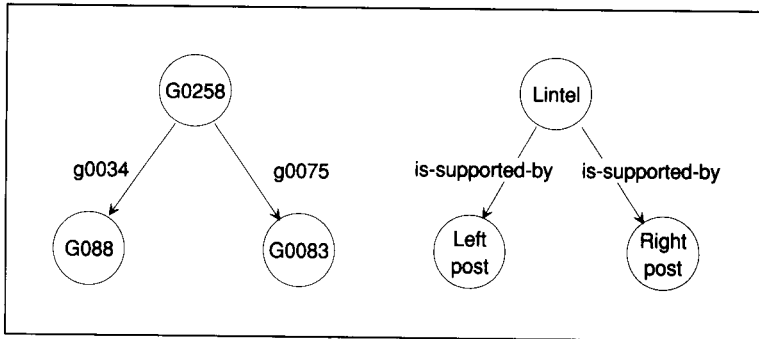 G0258
g0034
g0075
G088
G0083
Lintel
is-supported-by
is-supported-by
Left
post
Right
post